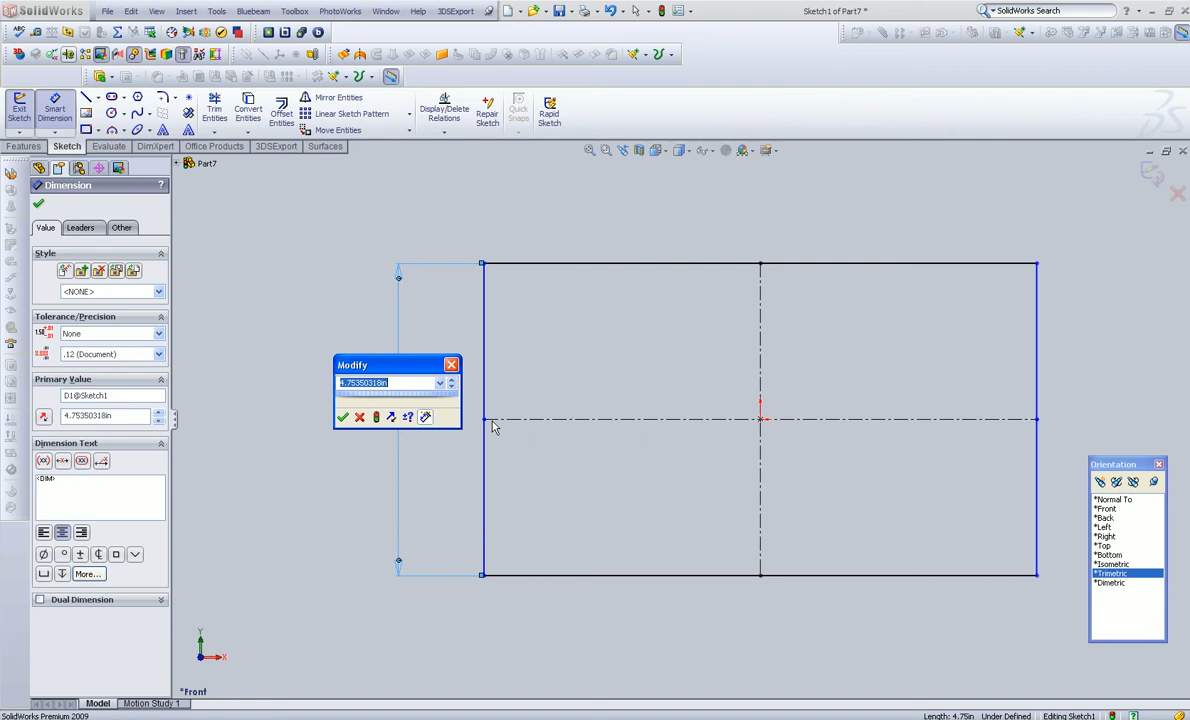 SolidWorks File Edit View Insert Tools Bluebeam Toolbox PhotoWorks Help 3DSExport Sketch1 of Part7 * SolidWorks Search
Exit Sketch
Smart Dimension
Trim Entities
Convert Entities
Offset Entities
Mirror Entities
Linear Sketch Pattern
Move Entities
Display/Delete Relations
Repair Sketch
Quick Snaps
Rapid Sketch
Features Sketch Evaluate DimXpert Office Products 3DSExport Surfaces
Part7
Dimension ?
Value Leaders Other
Style
<NONE>
Tolerance/Precision
None
.12 (Document)
Primary Value
D1@Sketch1
4.75350318in
Dimension Text
<DIM>
More...
Dual Dimension
Modify
4.75350318in
Orientation
*Normal To
*Front
*Back
*Left
*Right
*Top
*Bottom
*Isometric
*Trimetric
*Dimetric
Y
X
*Front
Model Motion Study 1
SolidWorks Premium 2009 Length: 4.75in Under Defined Editing Sketch1